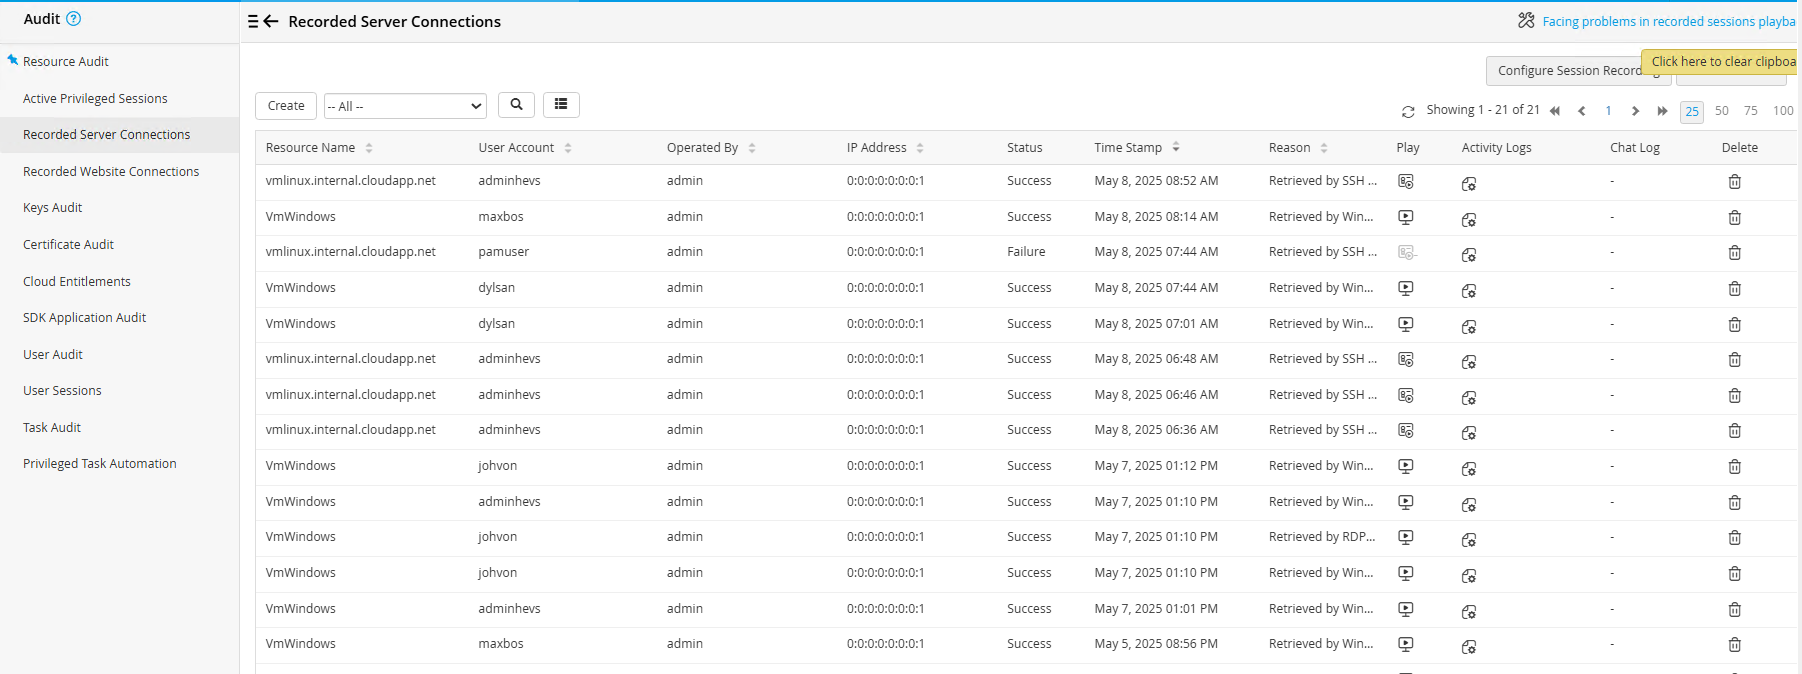 Audit
Recorded Server Connections
Facing problems in recorded sessions playba
Resource Audit
Active Privileged Sessions
Recorded Server Connections
Recorded Website Connections
Keys Audit
Certificate Audit
Cloud Entitlements
SDK Application Audit
User Audit
User Sessions
Task Audit
Privileged Task Automation
Configure Session Recording
Click here to clear clipboa
Create -- All --
Showing 1 - 21 of 21 1 25 50 75 100
Resource Name User Account Operated By IP Address Status Time Stamp Reason Play Activity Logs Chat Log Delete
vmlinux.internal.cloudapp.net adminhevs admin 0:0:0:0:0:0:0:1 Success May 8, 2025 08:52 AM Retrieved by SSH ... -
VmWindows maxbos admin 0:0:0:0:0:0:0:1 Success May 8, 2025 08:14 AM Retrieved by Win... -
vmlinux.internal.cloudapp.net pamuser admin 0:0:0:0:0:0:0:1 Failure May 8, 2025 07:44 AM Retrieved by SSH ... -
VmWindows dylsan admin 0:0:0:0:0:0:0:1 Success May 8, 2025 07:44 AM Retrieved by Win... -
VmWindows dylsan admin 0:0:0:0:0:0:0:1 Success May 8, 2025 07:01 AM Retrieved by Win... -
vmlinux.internal.cloudapp.net adminhevs admin 0:0:0:0:0:0:0:1 Success May 8, 2025 06:48 AM Retrieved by SSH ... -
vmlinux.internal.cloudapp.net adminhevs admin 0:0:0:0:0:0:0:1 Success May 8, 2025 06:46 AM Retrieved by SSH ... -
vmlinux.internal.cloudapp.net adminhevs admin 0:0:0:0:0:0:0:1 Success May 8, 2025 06:36 AM Retrieved by SSH ... -
VmWindows johvon admin 0:0:0:0:0:0:0:1 Success May 7, 2025 01:12 PM Retrieved by Win... -
VmWindows adminhevs admin 0:0:0:0:0:0:0:1 Success May 7, 2025 01:10 PM Retrieved by Win... -
VmWindows johvon admin 0:0:0:0:0:0:0:1 Success May 7, 2025 01:10 PM Retrieved by RDP... -
VmWindows johvon admin 0:0:0:0:0:0:0:1 Success May 7, 2025 01:10 PM Retrieved by Win... -
VmWindows adminhevs admin 0:0:0:0:0:0:0:1 Success May 7, 2025 01:01 PM Retrieved by Win... -
VmWindows maxbos admin 0:0:0:0:0:0:0:1 Success May 5, 2025 08:56 PM Retrieved by Win... -